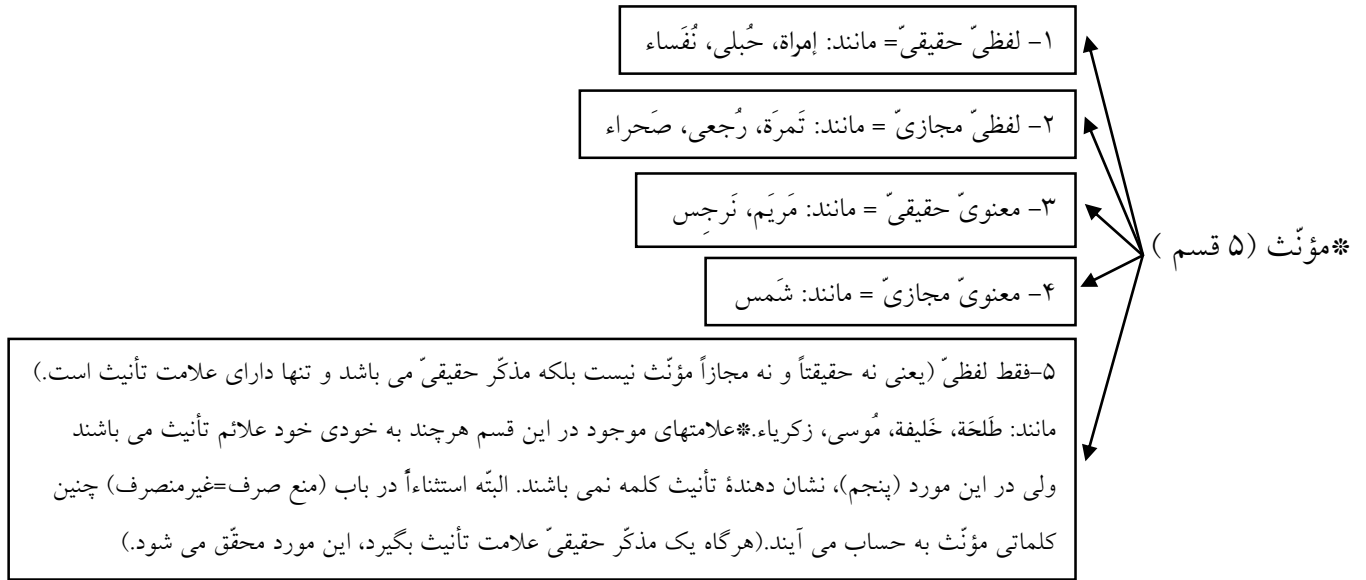 *مؤنّث (۵ قسم )
۱- لفظیّ حقیقیّ= مانند: إمراة، حُبلی، نُفَساء
۲- لفظیّ مجازیّ = مانند: تَمرَة، رُجعی، صَحراء
۳- معنویّ حقیقیّ = مانند: مَریَم، نَرجِس
۴- معنویّ مجازیّ = مانند: شَمس
۵-فقط لفظیّ (یعنی نه حقیقتاً و نه مجازاً مؤنّث نیست بلکه مذکّر حقیقیّ می باشد و تنها دارای علامت تأنیث است.)
مانند: طَلحَة، خَلیفة، مُوسی، زکریاء.*علامتهای موجود در این قسم هرچند به خودی خود علائم تأنیث می باشند
ولی در این مورد (پنجم)، نشان دهندۀ تأنیث کلمه نمی باشند. البتّه استثناءاً در باب (منع صرف=غیرمنصرف) چنین
کلماتی مؤنّث به حساب می آیند.(هرگاه یک مذکّر حقیقیّ علامت تأنیث بگیرد، این مورد محقّق می شود.)